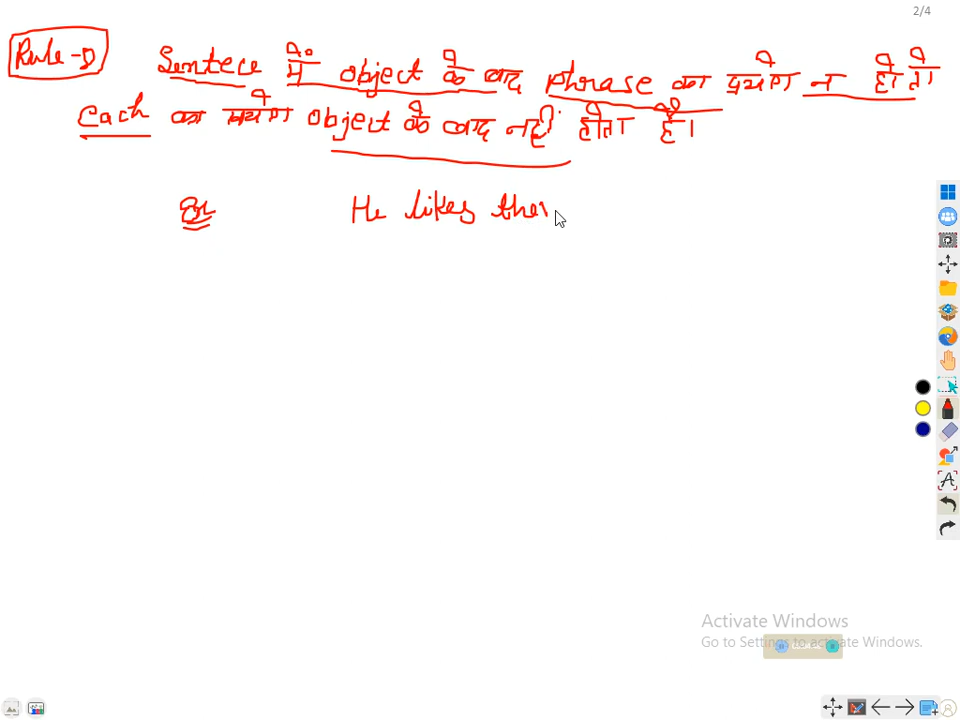 2/4
Rule-D Sentece में object के बाद phrase का प्रयोग न हो तो
Each का प्रयोग object के बाद नहीं होता है।
Ex He likes them
Activate Windows
Go to Settings to activate Windows.